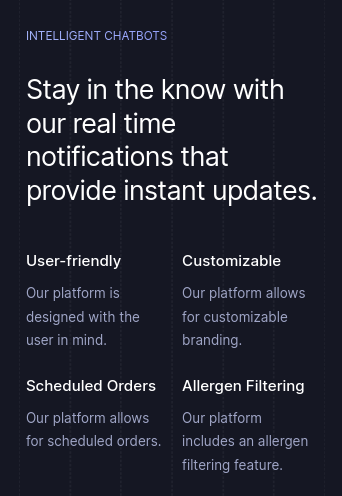 INTELLIGENT CHATBOTS
Stay in the know with
our real time
notifications that
provide instant updates.
User-friendly
Our platform is
designed with the
user in mind.
Customizable
Our platform allows
for customizable
branding.
Scheduled Orders
Our platform allows
for scheduled orders.
Allergen Filtering
Our platform
includes an allergen
filtering feature.